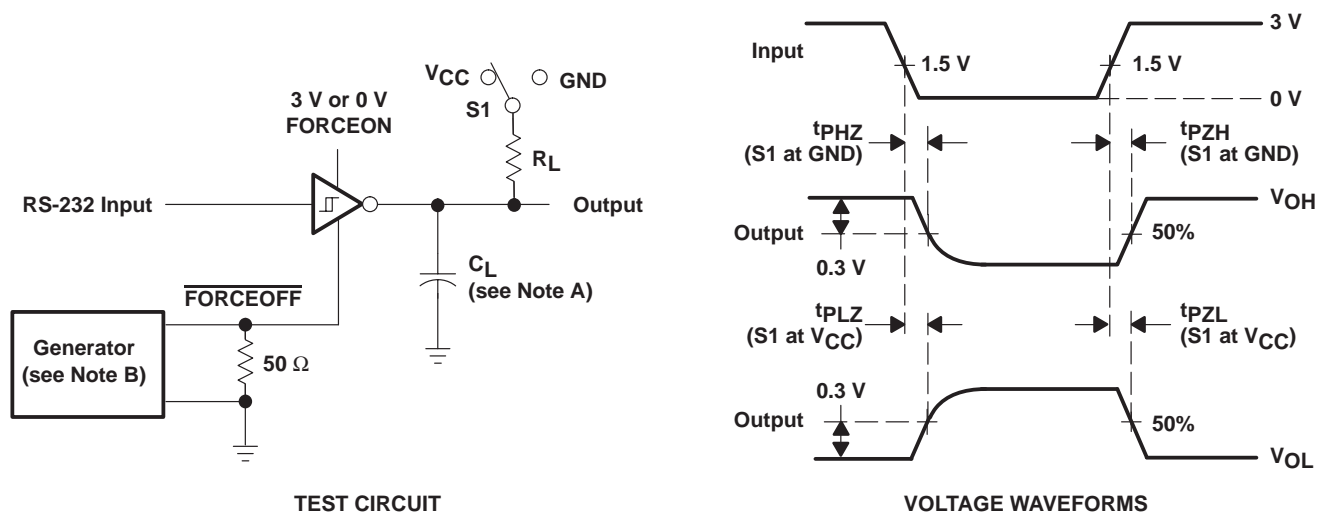 3 V or 0 V
FORCEON
VCC
GND
S1
RL
RS-232 Input
Output
CL
(see Note A)
FORCEOFF
Generator
(see Note B)
50 Ω
TEST CIRCUIT
Input
3 V
1.5 V
1.5 V
0 V
tPHZ
(S1 at GND)
tPZH
(S1 at GND)
VOH
Output
50%
0.3 V
tPLZ
(S1 at VCC)
tPZL
(S1 at VCC)
0.3 V
Output
50%
VOL
VOLTAGE WAVEFORMS